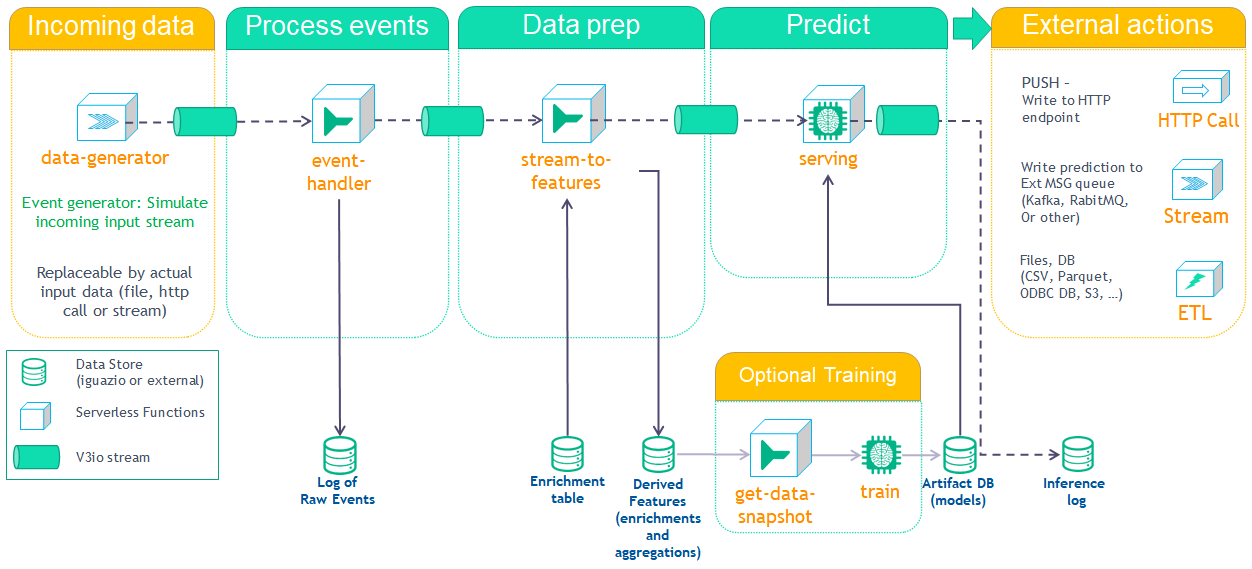 Incoming data
Process events
Data prep
Predict
External actions
data-generator
event-
handler
stream-to-
features
serving
PUSH –
Write to HTTP
endpoint
HTTP Call
Event generator: Simulate
incoming input stream
Write prediction to
Ext MSG queue
(Kafka, RabitMQ,
Or other)
Stream
Replaceable by actual
input data (file, http
call or stream)
Files, DB
(CSV, Parquet,
ODBC DB, S3, …)
ETL
Data Store
(iguazio or external)
Serverless Functions
V3io stream
Optional Training
get-data-
snapshot
train
Log of
Raw Events
Enrichment
table
Derived
Features
(enrichments
and
aggregations)
Artifact DB
(models)
Inference
log